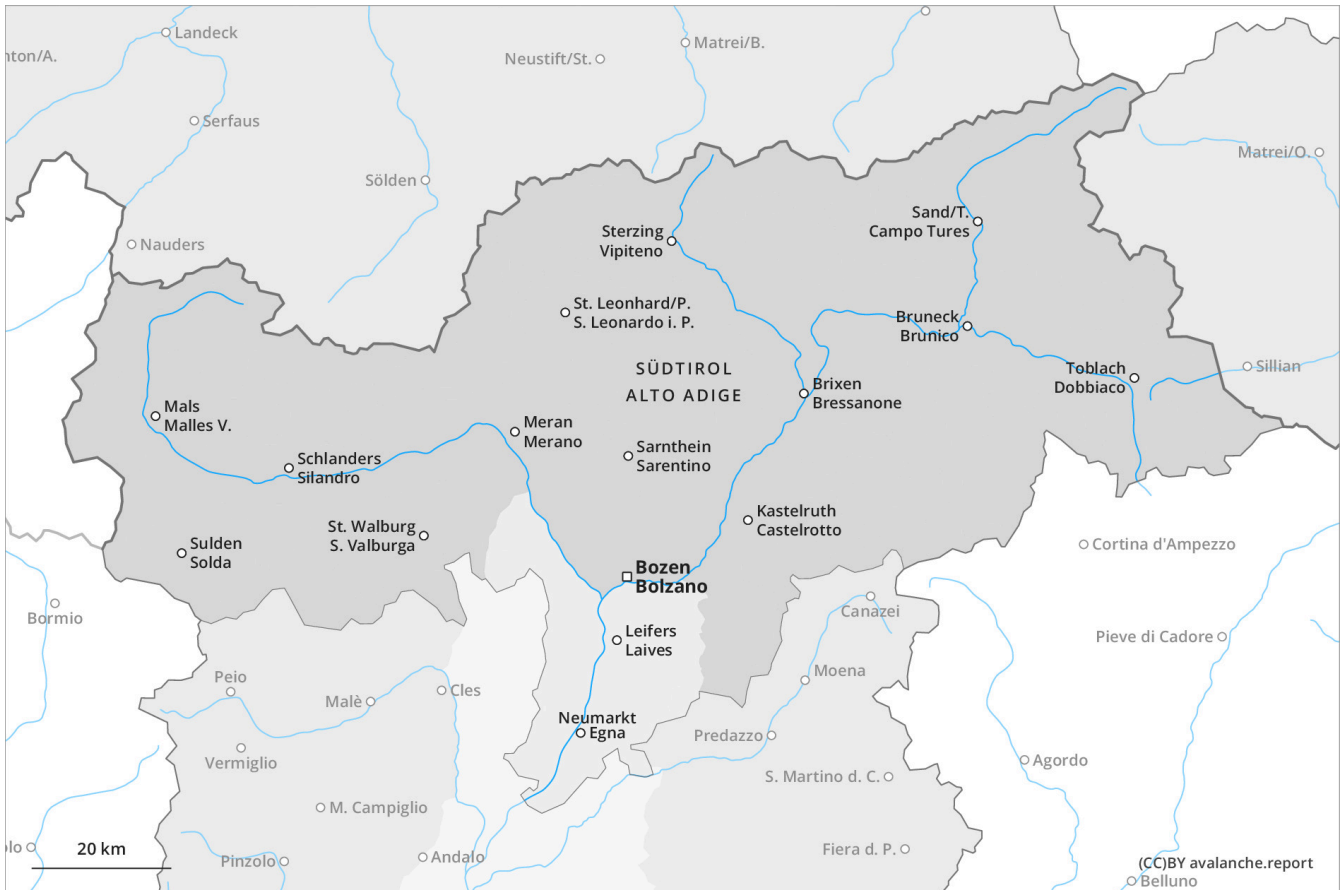 Landeck
Matrei/B.
nton/A.
Neustift/St.
Serfaus
Matrei/O.
Sölden
Sand/T.
Campo Tures
Sterzing
Vipiteno
Nauders
St. Leonhard/P.
S. Leonardo i. P.
Bruneck
Brunico
SÜDTIROL
ALTO ADIGE
Toblach
Dobbiaco
Sillian
Brixen
Bressanone
Mals
Malles V.
Meran
Merano
Schlanders
Silandro
Sarnthein
Sarentino
Kastelruth
Castelrotto
St. Walburg
S. Valburga
Sulden
Solda
Cortina d'Ampezzo
Bozen
Bolzano
Bormio
Canazei
Leifers
Laives
Pieve di Cadore
Peio
Moena
Malè
Cles
Neumarkt
Egna
Predazzo
Vermiglio
Agordo
S. Martino d. C.
M. Campiglio
olo
20 km
Pinzolo
Andalo
Fiera d. P.
(CC)BY avalanche.report
Belluno